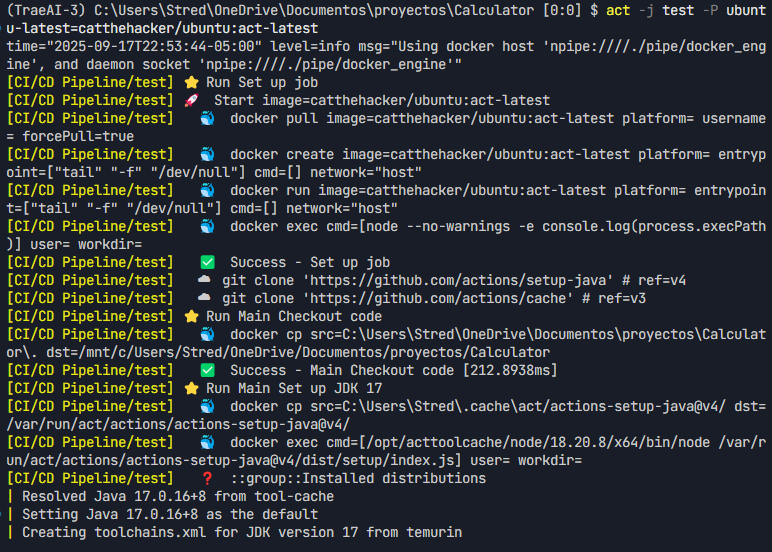 (TraeAI-3) C:\Users\Stred\OneDrive\Documentos\proyectos\Calculator [0:0] $ act -j test -P ubunt
u-latest=catthehacker/ubuntu:act-latest
time="2025-09-17T22:53:44-05:00" level=info msg="Using docker host 'npipe:////./pipe/docker_eng
ine', and daemon socket 'npipe:////./pipe/docker_engine'"
[CI/CD Pipeline/test] ⭐ Run Set up job
[CI/CD Pipeline/test] 🚀  Start image=catthehacker/ubuntu:act-latest
[CI/CD Pipeline/test]   🐳  docker pull image=catthehacker/ubuntu:act-latest platform= username
= forcePull=true
[CI/CD Pipeline/test]   🐳  docker create image=catthehacker/ubuntu:act-latest platform= entryp
oint=["tail" "-f" "/dev/null"] cmd=[] network="host"
[CI/CD Pipeline/test]   🐳  docker run image=catthehacker/ubuntu:act-latest platform= entrypoin
t=["tail" "-f" "/dev/null"] cmd=[] network="host"
[CI/CD Pipeline/test]   🐳  docker exec cmd=[node --no-warnings -e console.log(process.execPath
)] user= workdir=
[CI/CD Pipeline/test]   ✅  Success - Set up job
[CI/CD Pipeline/test]   ☁  git clone 'https://github.com/actions/setup-java' # ref=v4
[CI/CD Pipeline/test]   ☁  git clone 'https://github.com/actions/cache' # ref=v3
[CI/CD Pipeline/test] ⭐ Run Main Checkout code
[CI/CD Pipeline/test]   🐳  docker cp src=C:\Users\Stred\OneDrive\Documentos\proyectos\Calculat
or\. dst=/mnt/c/Users/Stred/OneDrive/Documentos/proyectos/Calculator
[CI/CD Pipeline/test]   ✅  Success - Main Checkout code [212.8938ms]
[CI/CD Pipeline/test] ⭐ Run Main Set up JDK 17
[CI/CD Pipeline/test]   🐳  docker cp src=C:\Users\Stred\.cache\act/actions-setup-java@v4/ dst=
/var/run/act/actions/actions-setup-java@v4/
[CI/CD Pipeline/test]   🐳  docker exec cmd=[/opt/acttoolcache/node/18.20.8/x64/bin/node /var/r
un/act/actions/actions-setup-java@v4/dist/setup/index.js] user= workdir=
[CI/CD Pipeline/test]   ❓  ::group::Installed distributions
| Resolved Java 17.0.16+8 from tool-cache
| Setting Java 17.0.16+8 as the default
| Creating toolchains.xml for JDK version 17 from temurin